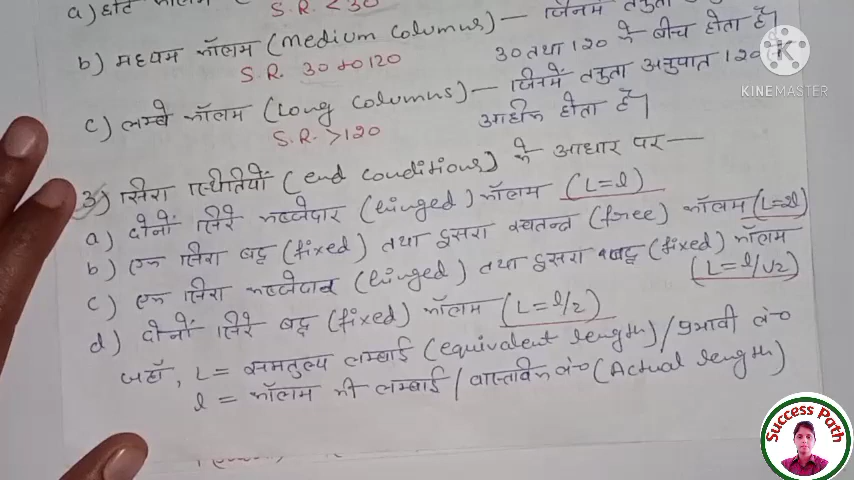 a) छोटे कॉलम
S.R. < 30
b) मध्यम कॉलम (Medium Columns) — जिनमें तनुता
S.R. 30 to 120
30 तथा 120 के बीच होता है।
c) लम्बे कॉलम (Long Columns) — जिनमें तनुता अनुपात 120
S.R. > 120
अधिक होता है।
3) सिरा स्थितियों (end conditions) के आधार पर —
a) दोनों सिरे कब्जेदार (hinged) कॉलम (L=l)
b) एक सिरा बद्ध (fixed) तथा दूसरा स्वतन्त्र (free) कॉलम (L=2l)
c) एक सिरा कब्जेदार (hinged) तथा दूसरा बद्ध (fixed) कॉलम
(L=l/√2)
d) दोनों सिरे बद्ध (fixed) कॉलम (L=l/2)
जहाँ, L = समतुल्य लम्बाई (equivalent length) / प्रभावी लं०
l = कॉलम की लम्बाई / वास्तविक लं० (Actual length)
KINEMASTER
Success Path